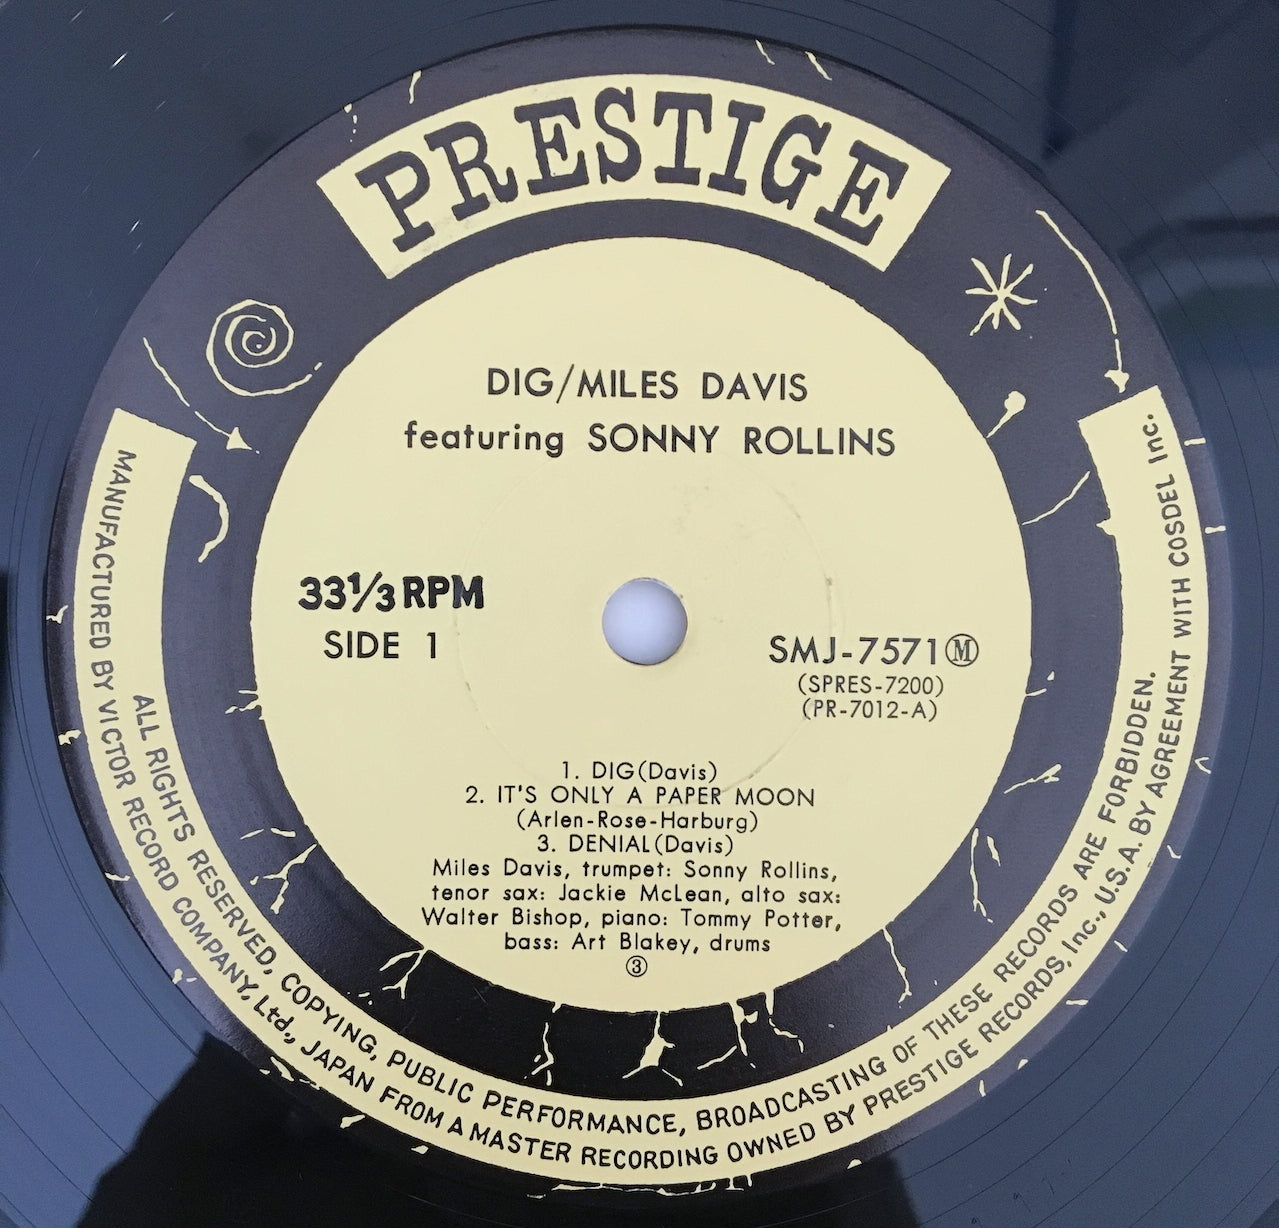 PRESTIGE
DIG/MILES DAVIS
featuring SONNY ROLLINS
33⅓ RPM
SIDE 1
SMJ-7571Ⓜ
(SPRES-7200)
(PR-7012-A)
1. DIG(Davis)
2. IT'S ONLY A PAPER MOON
(Arlen-Rose-Harburg)
3. DENIAL(Davis)
Miles Davis, trumpet: Sonny Rollins,
tenor sax: Jackie McLean, alto sax:
Walter Bishop, piano: Tommy Potter,
bass: Art Blakey, drums
③
ALL RIGHTS RESERVED, COPYING, PUBLIC PERFORMANCE, BROADCASTING OF THESE RECORDS ARE FORBIDDEN.
MANUFACTURED BY VICTOR RECORD COMPANY, Ltd., JAPAN FROM A MASTER RECORDING OWNED BY PRESTIGE RECORDS, Inc., U.S.A. BY AGREEMENT WITH COSDEL Inc.